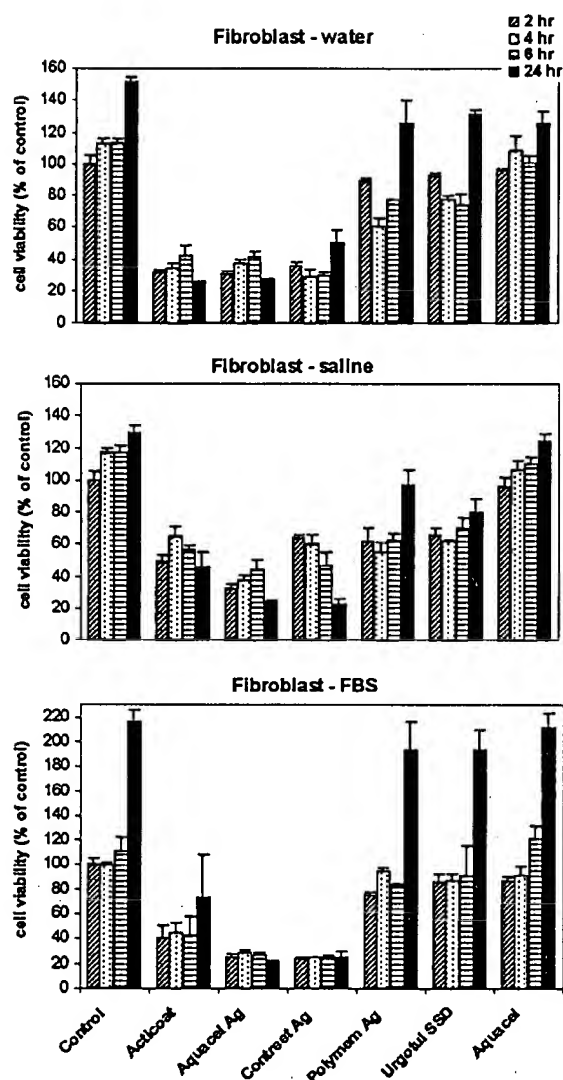 2 hr
4 hr
6 hr
24 hr
Fibroblast - water
cell viability (% of control)
160
140
120
100
80
60
40
20
0
Fibroblast - saline
cell viability (% of control)
160
140
120
100
80
60
40
20
0
Fibroblast - FBS
cell viability (% of control)
220
200
180
160
140
120
100
80
60
40
20
0
Control
Acticoat
Aquacel Ag
Contreet Ag
Polymem Ag
Urgotul SSD
Aquacel